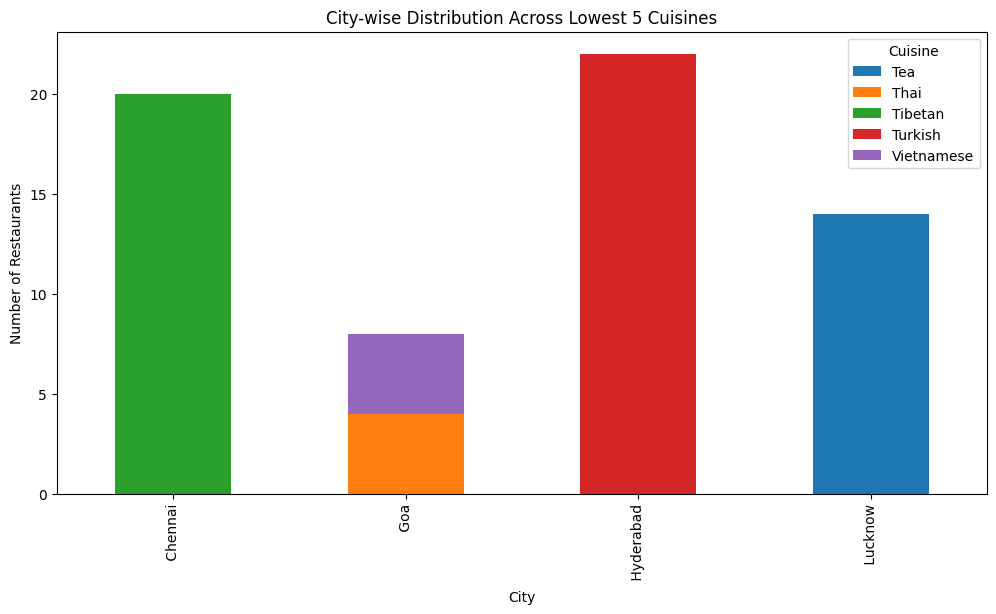 City-wise Distribution Across Lowest 5 Cuisines
Number of Restaurants
20
15
10
5
0
Cuisine
Tea
Thai
Tibetan
Turkish
Vietnamese
Chennai
Goa
Hyderabad
Lucknow
City